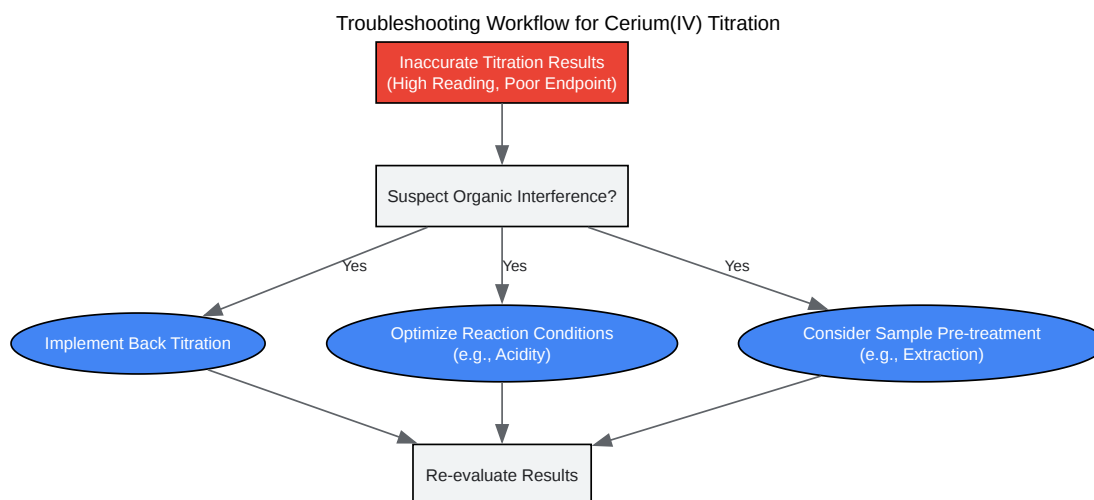 Troubleshooting Workflow for Cerium(IV) Titration
Inaccurate Titration Results
(High Reading, Poor Endpoint)
Suspect Organic Interference?
Yes
Yes
Yes
Implement Back Titration
Optimize Reaction Conditions
(e.g., Acidity)
Consider Sample Pre-treatment
(e.g., Extraction)
Re-evaluate Results